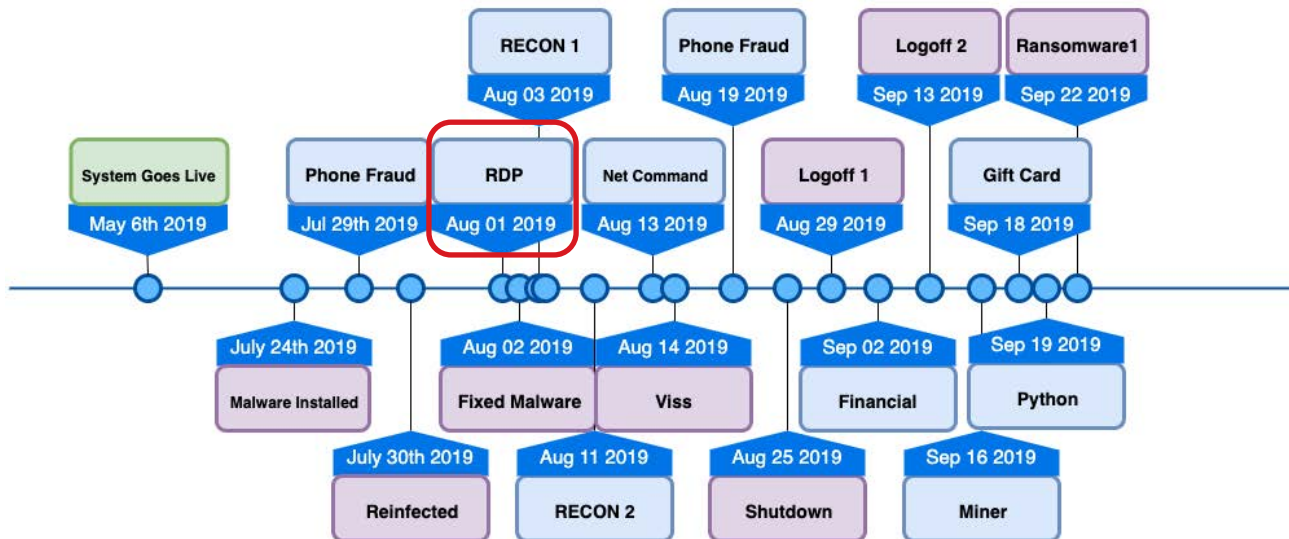 RECON 1
Aug 03 2019
Phone Fraud
Aug 19 2019
Logoff 2
Sep 13 2019
Ransomware1
Sep 22 2019
System Goes Live
May 6th 2019
Phone Fraud
Jul 29th 2019
RDP
Aug 01 2019
Net Command
Aug 13 2019
Logoff 1
Aug 29 2019
Gift Card
Sep 18 2019
July 24th 2019
Malware Installed
Aug 02 2019
Fixed Malware
Aug 14 2019
Viss
Sep 02 2019
Financial
Sep 19 2019
Python
July 30th 2019
Reinfected
Aug 11 2019
RECON 2
Aug 25 2019
Shutdown
Sep 16 2019
Miner